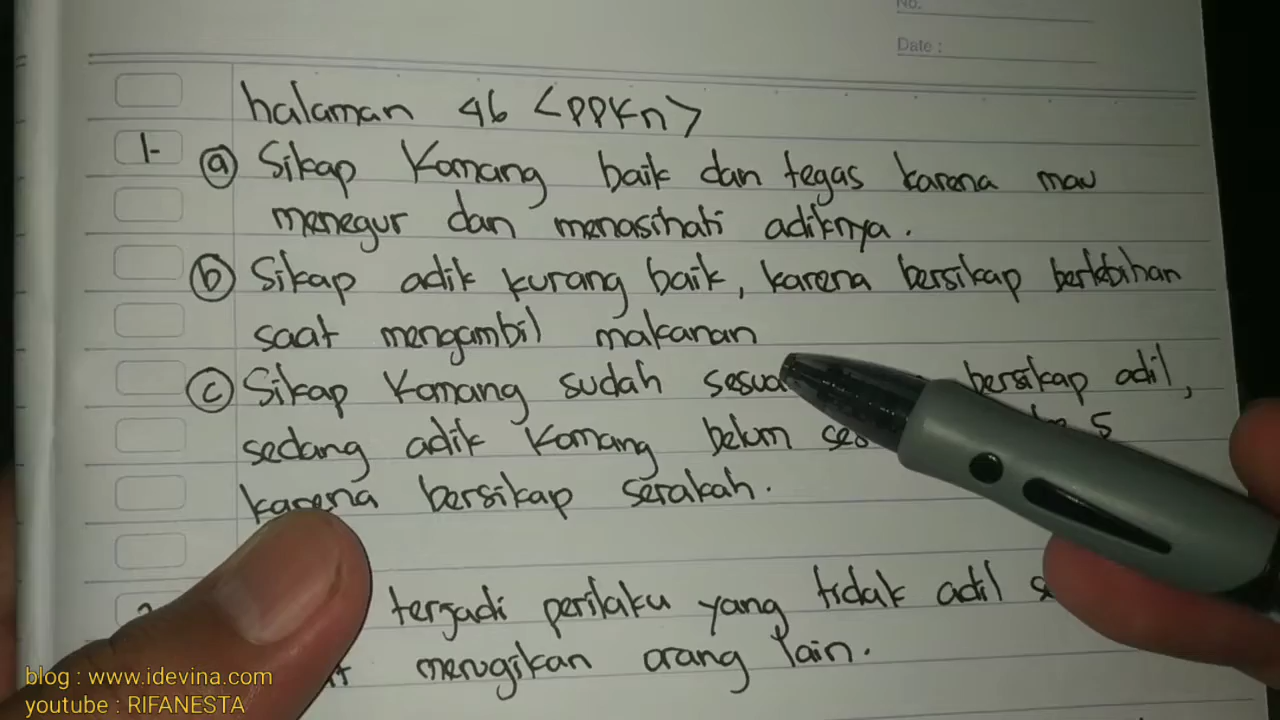 No.
Date :
halaman 46 <PPKn>
1- a Sikap Komang baik dan tegas karena mau
menegur dan menasihati adiknya.
b Sikap adik kurang baik, karena bersikap berlebihan
saat mengambil makanan
c Sikap Komang sudah bersikap adil,
sedang adik Komang belum 5
karena bersikap serakah.
terjadi perilaku yang tidak adil
merugikan orang lain.
blog : www.idevina.com
youtube : RIFANESTA